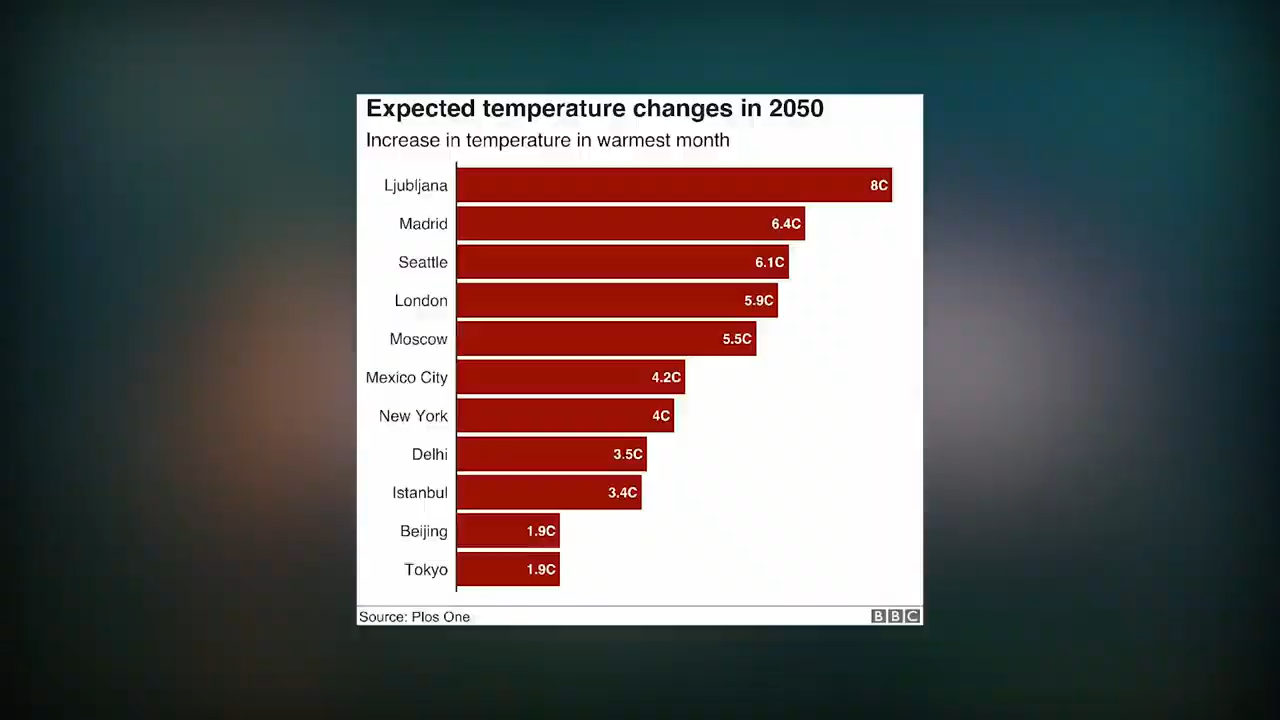 Expected temperature changes in 2050
Increase in temperature in warmest month
Ljubljana 8C
Madrid 6.4C
Seattle 6.1C
London 5.9C
Moscow 5.5C
Mexico City 4.2C
New York 4C
Delhi 3.5C
Istanbul 3.4C
Beijing 1.9C
Tokyo 1.9C
Source: Plos One BBC